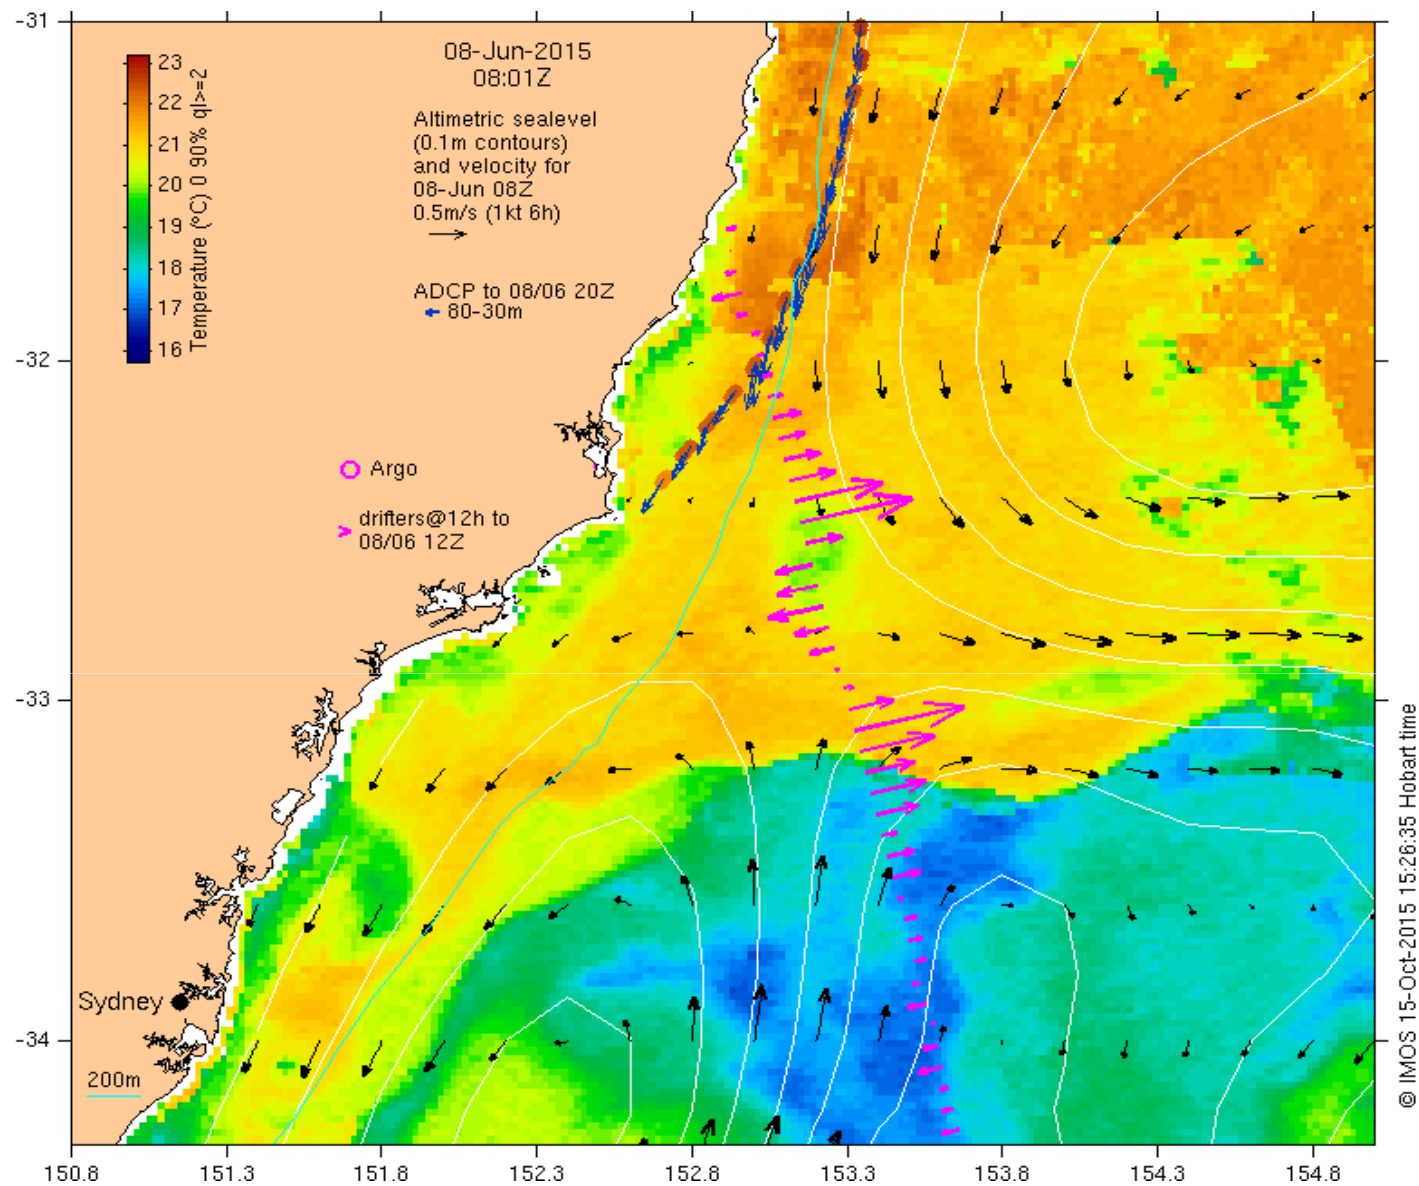 -31
-32
-33
-34
23
22
21
20
19
18
17
16
Temperature (°C) 0 90% ql>=2
08-Jun-2015
08:01Z
Altimetric sealevel
(0.1m contours)
and velocity for
08-Jun 08Z
0.5m/s (1kt 6h)
ADCP to 08/06 20Z
80-30m
Argo
drifters@12h to
08/06 12Z
Sydney
200m
150.8 151.3 151.8 152.3 152.8 153.3 153.8 154.3 154.8
© IMOS 15-Oct-2015 15:26:35 Hobart time